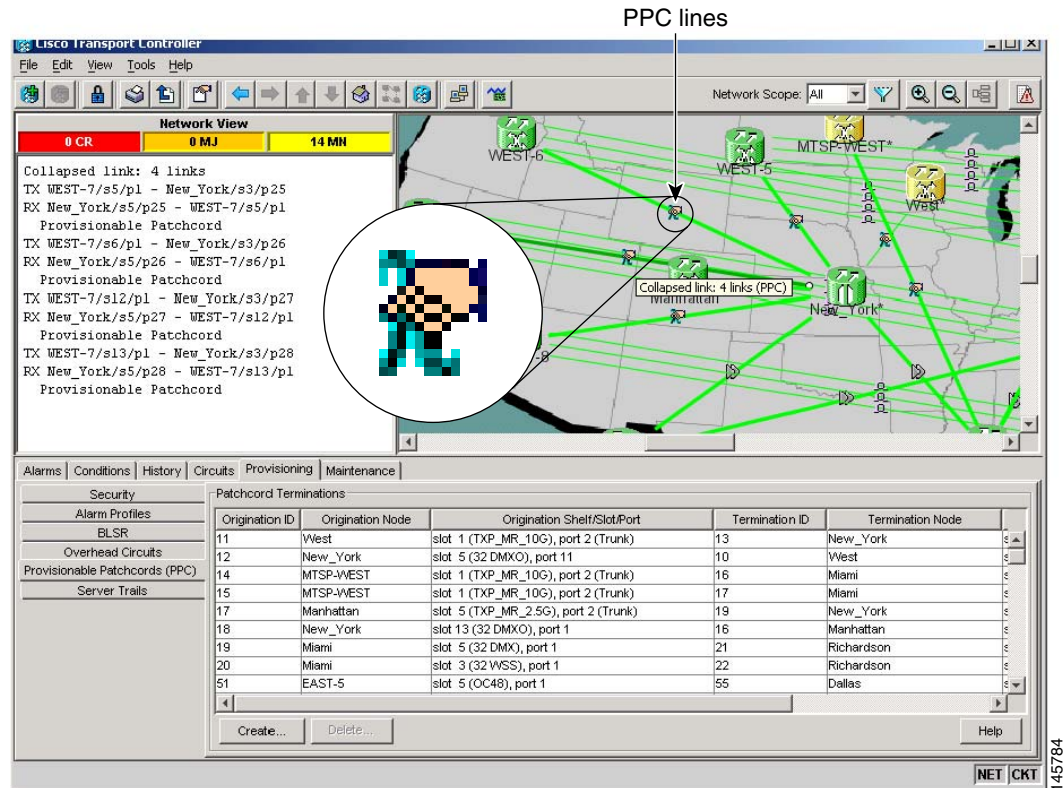 PPC lines
Cisco Transport Controller
File Edit View Tools Help
Network Scope: All
Network View
0 CR 0 MJ 14 MN
Collapsed link: 4 links
TX WEST-7/s5/p1 - New_York/s3/p25
RX New_York/s5/p25 - WEST-7/s5/p1
Provisionable Patchcord
TX WEST-7/s6/p1 - New_York/s3/p26
RX New_York/s5/p26 - WEST-7/s6/p1
Provisionable Patchcord
TX WEST-7/s12/p1 - New_York/s3/p27
RX New_York/s5/p27 - WEST-7/s12/p1
Provisionable Patchcord
TX WEST-7/s13/p1 - New_York/s3/p28
RX New_York/s5/p28 - WEST-7/s13/p1
Provisionable Patchcord
WEST-6
WEST-5
MTSP-WEST*
West*
Collapsed link: 4 links (PPC)
Manhattan
New_York*
-8
Alarms Conditions History Circuits Provisioning Maintenance
Security
Alarm Profiles
BLSR
Overhead Circuits
Provisionable Patchcords (PPC)
Server Trails
Patchcord Terminations
Origination ID Origination Node Origination Shelf/Slot/Port Termination ID Termination Node
11 West slot 1 (TXP_MR_10G), port 2 (Trunk) 13 New_York s
12 New_York slot 5 (32 DMXO), port 11 10 West s
14 MTSP-WEST slot 1 (TXP_MR_10G), port 2 (Trunk) 16 Miami s
15 MTSP-WEST slot 1 (TXP_MR_10G), port 2 (Trunk) 17 Miami s
17 Manhattan slot 5 (TXP_MR_2.5G), port 2 (Trunk) 19 New_York s
18 New_York slot 13 (32 DMXO), port 1 16 Manhattan s
19 Miami slot 5 (32 DMX), port 1 21 Richardson s
20 Miami slot 3 (32 WSS), port 1 22 Richardson s
51 EAST-5 slot 5 (OC48), port 1 55 Dallas s
Create... Delete... Help
NET CKT
145784